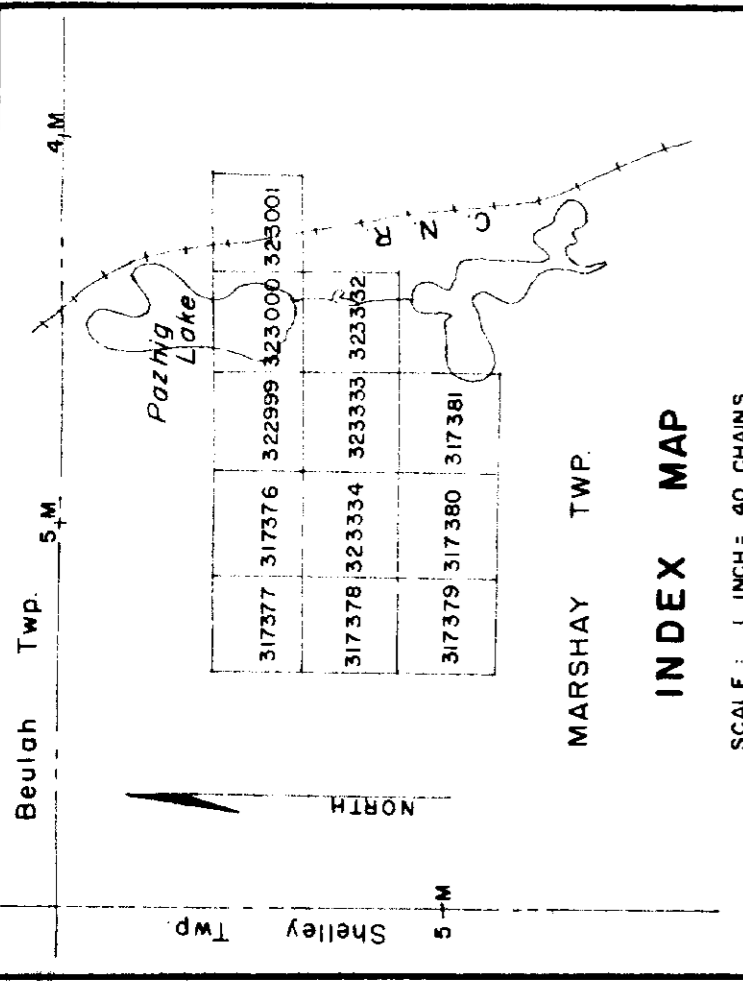 Beulah Twp.
5 M
4 M
Pazhig
Lake
317377 317376 322999 323000 323001
317378 323334 323333 323332
317379 317380 317381
C. N. R
NORTH
Shelley Twp.
5 M
MARSHAY TWP.
INDEX MAP
SCALE : 1 INCH = 40 CHAINS